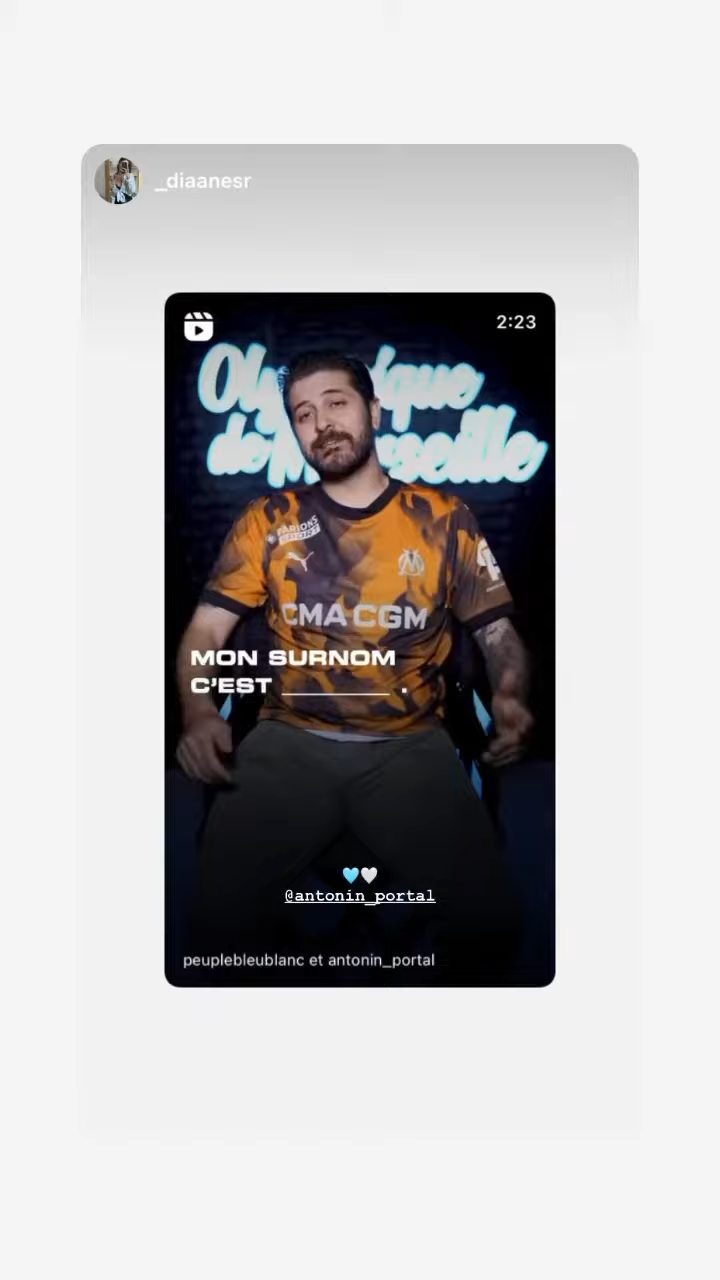 _diaanesr
2:23
Olympique
de Marseille
PARIONS
SPORT
CMA CGM
MON SURNOM
C'EST ________ .
🩵🤍
@antonin_portal
peuplebleublanc et antonin_portal